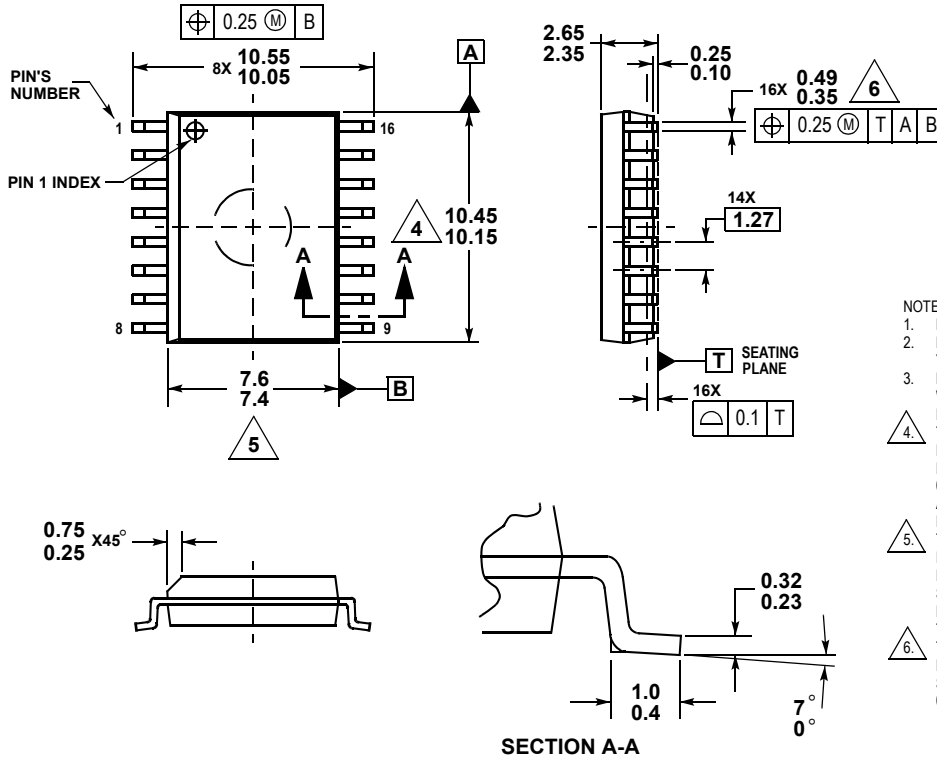 ⌖ 0.25 Ⓜ B
8X 10.55
10.05
PIN'S
NUMBER
1
16
PIN 1 INDEX
A
4
10.45
10.15
A A
8
9
7.6
7.4
B
5
2.65
2.35
0.25
0.10
16X 0.49
0.35
6
⌖ 0.25 Ⓜ T A B
14X
1.27
T SEATING
PLANE
16X
⌓ 0.1 T
NOTE
1.
2.
3.
4.
5.
6.
0.75
0.25 X45°
0.32
0.23
1.0
0.4
7°
0°
SECTION A-A